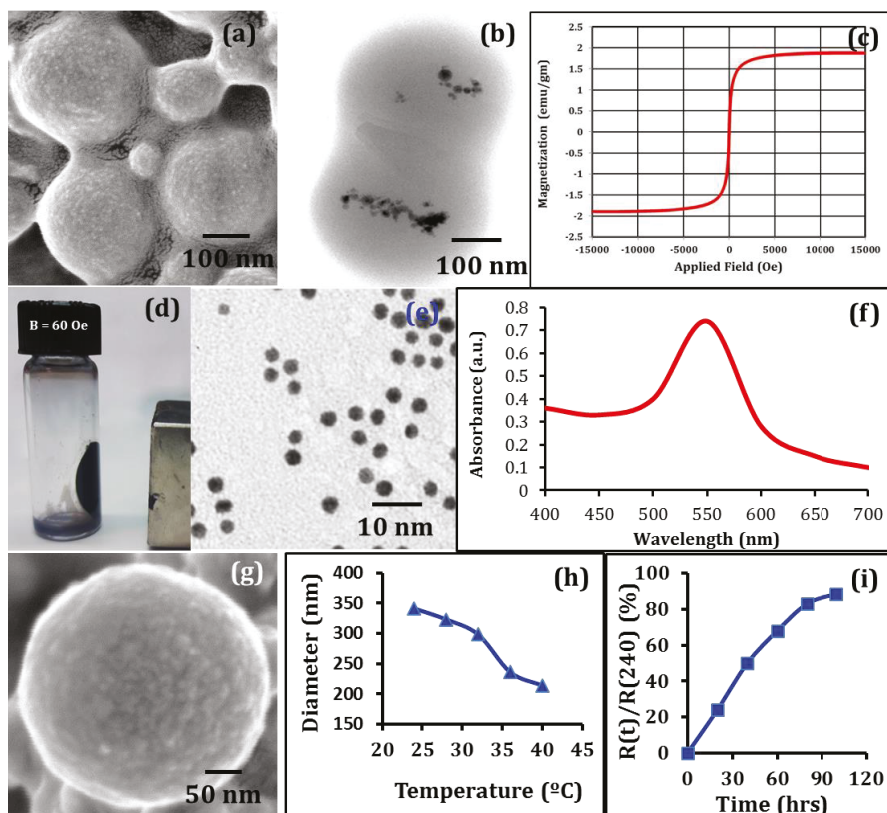 (a)
100 nm
(b)
100 nm
(c)
Magnetization (emu/gm)
2.5
2
1.5
1
0.5
0
-0.5
-1
-1.5
-2
-2.5
-15000 -10000 -5000 0 5000 10000 15000
Applied Field (Oe)
(d)
B = 60 Oe
(e)
10 nm
(f)
Absorbance (a.u.)
0.8
0.7
0.6
0.5
0.4
0.3
0.2
0.1
0
400 450 500 550 600 650 700
Wavelength (nm)
(g)
50 nm
(h)
Diameter (nm)
400
350
300
250
200
150
20 25 30 35 40 45
Temperature (ºC)
(i)
R(t)/R(240) (%)
100
80
60
40
20
0
0 30 60 90 120
Time (hrs)